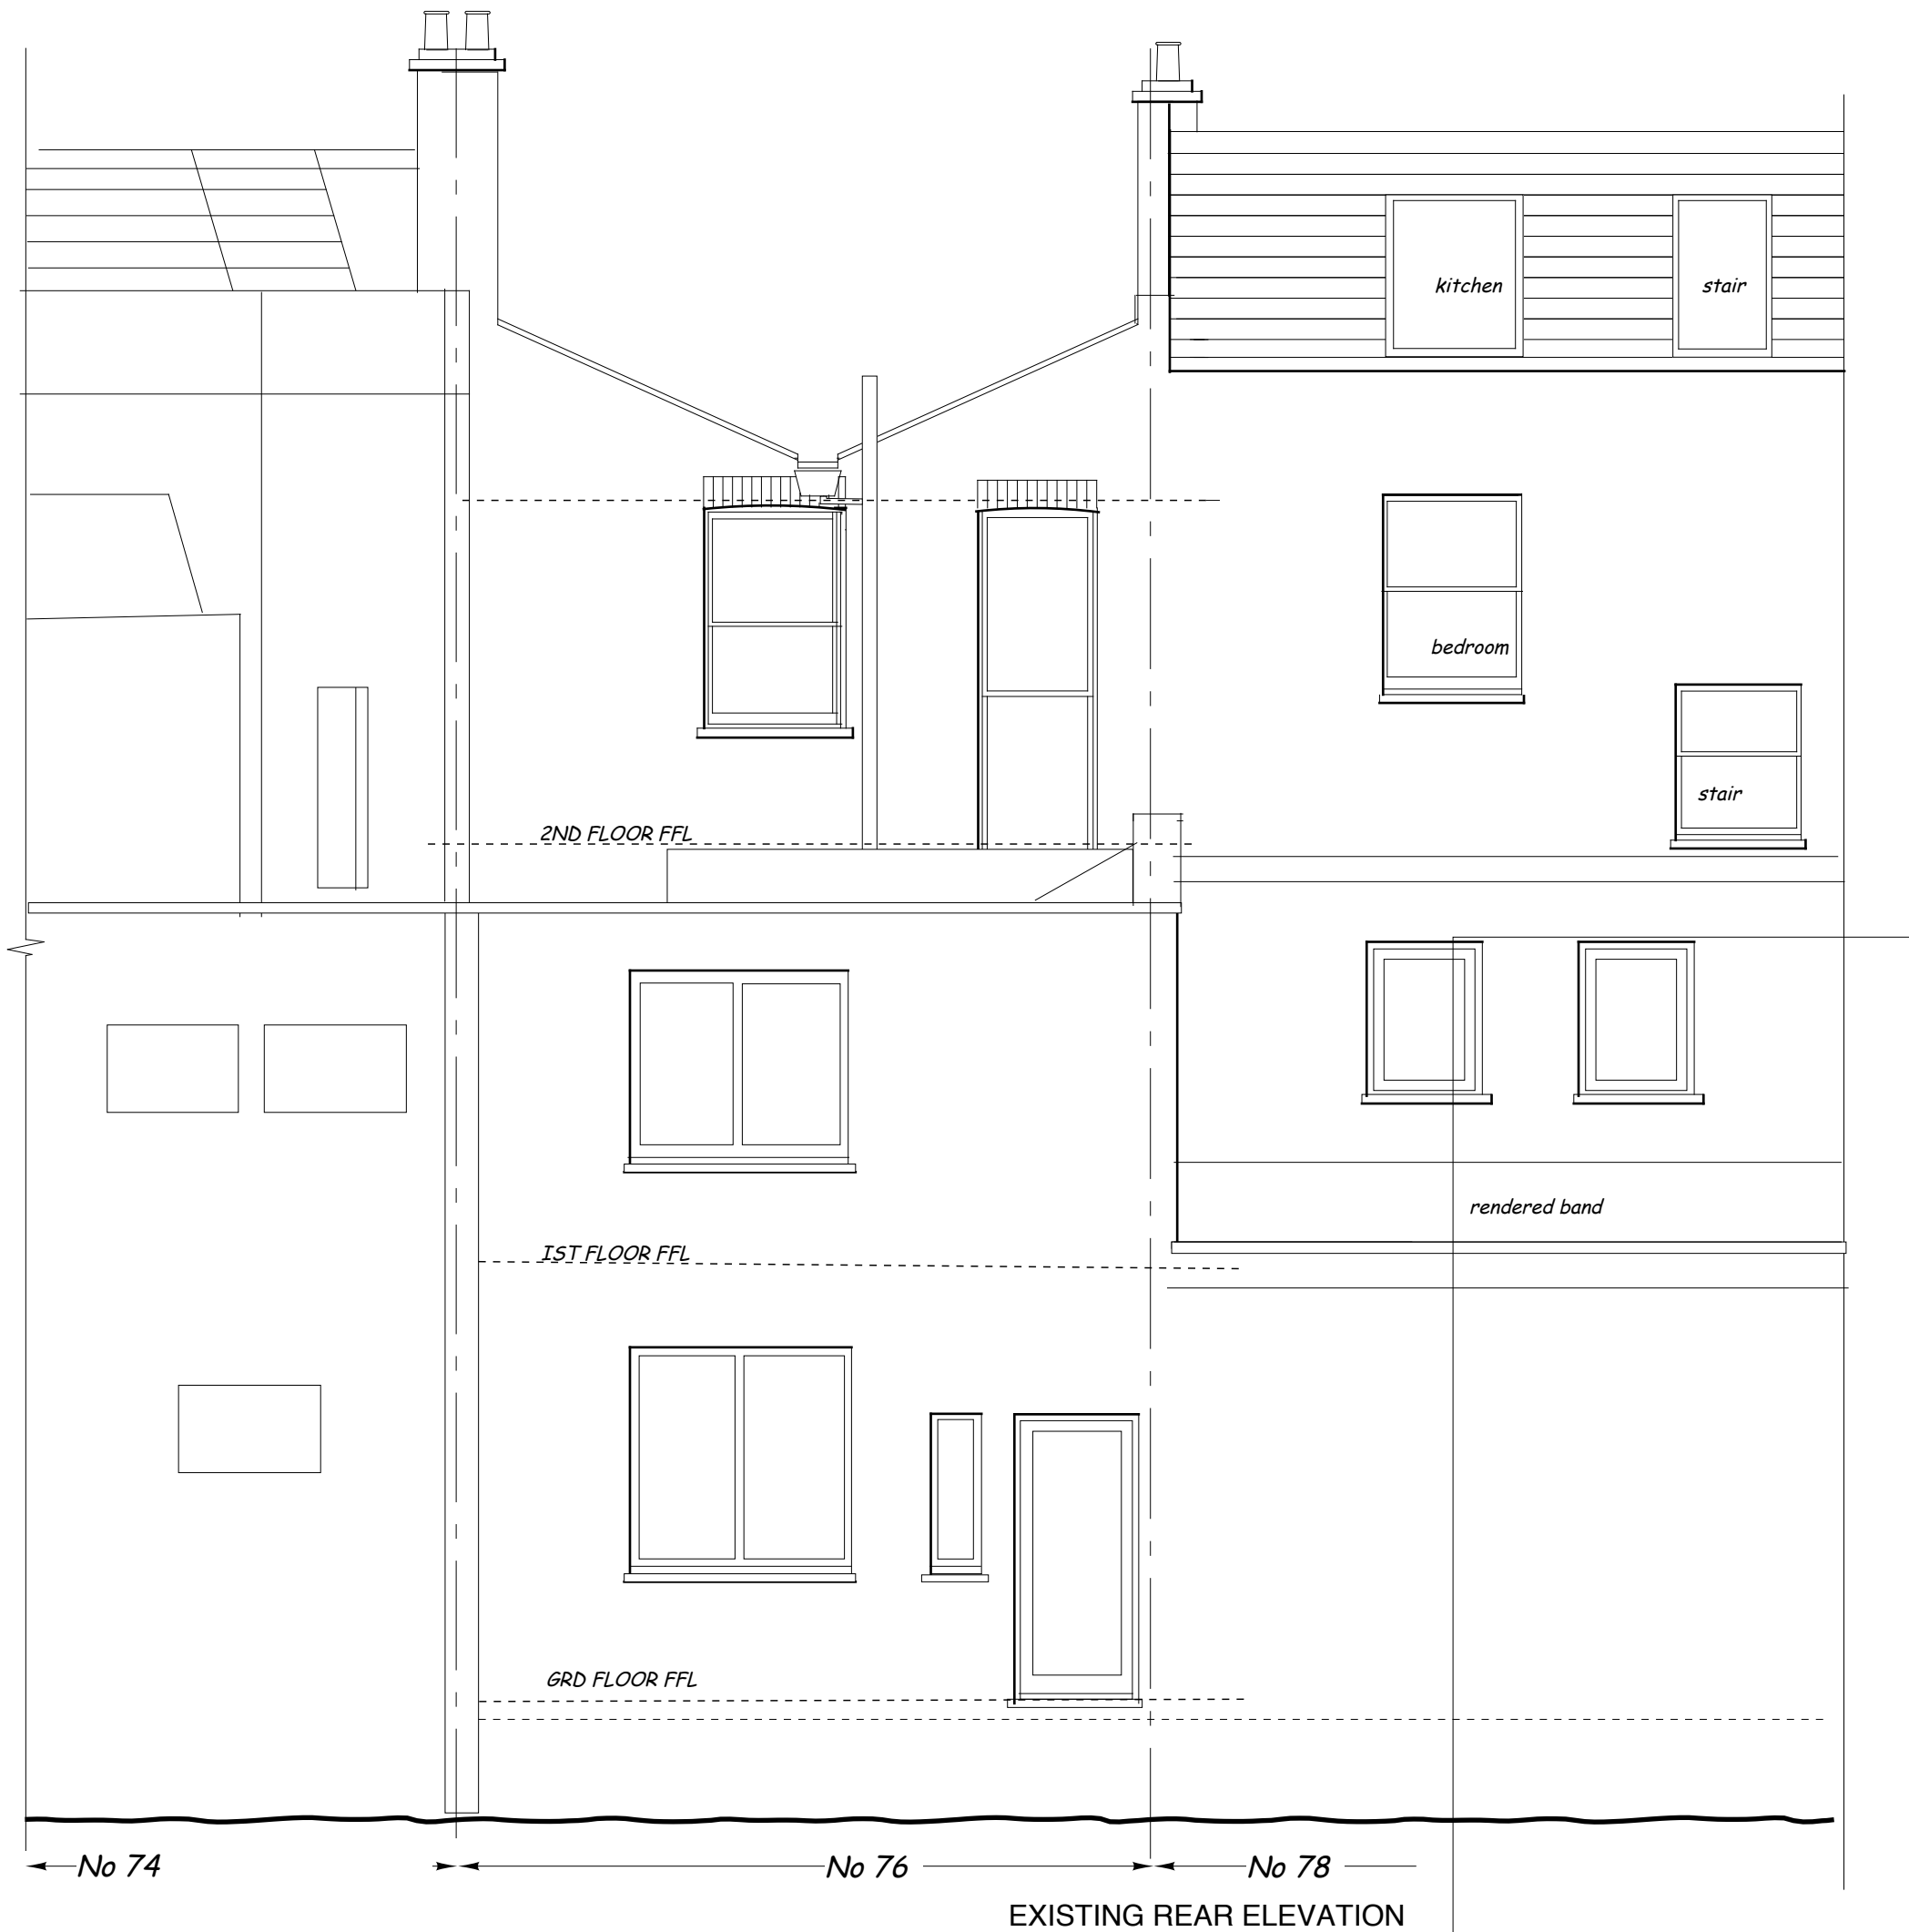 kitchen
stair
bedroom
stair
2ND FLOOR FFL
rendered band
IST FLOOR FFL
GRD FLOOR FFL
No 74
No 76
No 78
EXISTING REAR ELEVATION